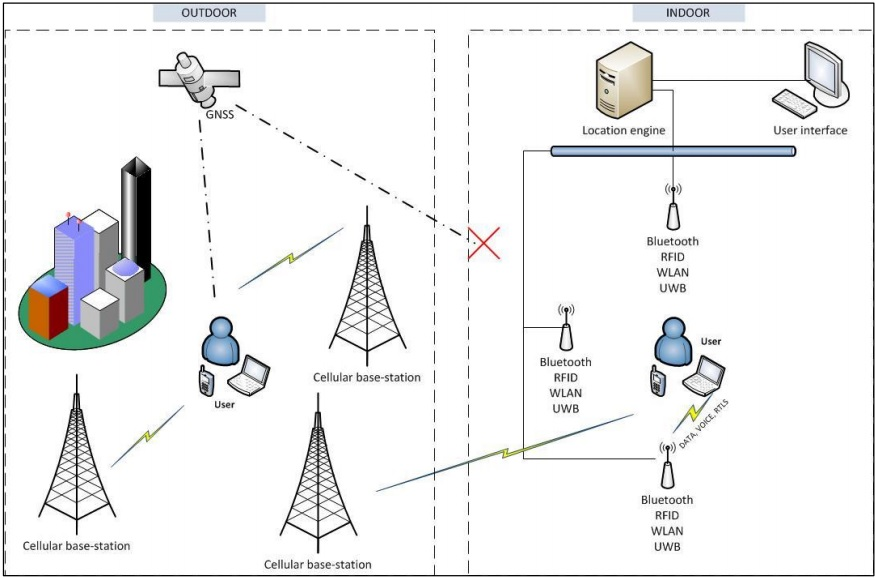 OUTDOOR
INDOOR
GNSS
Location engine
User interface
Bluetooth
RFID
WLAN
UWB
Bluetooth
RFID
WLAN
UWB
User
User
Cellular base-station
DATA, VOICE, RTLS
Bluetooth
RFID
WLAN
UWB
Cellular base-station
Cellular base-station